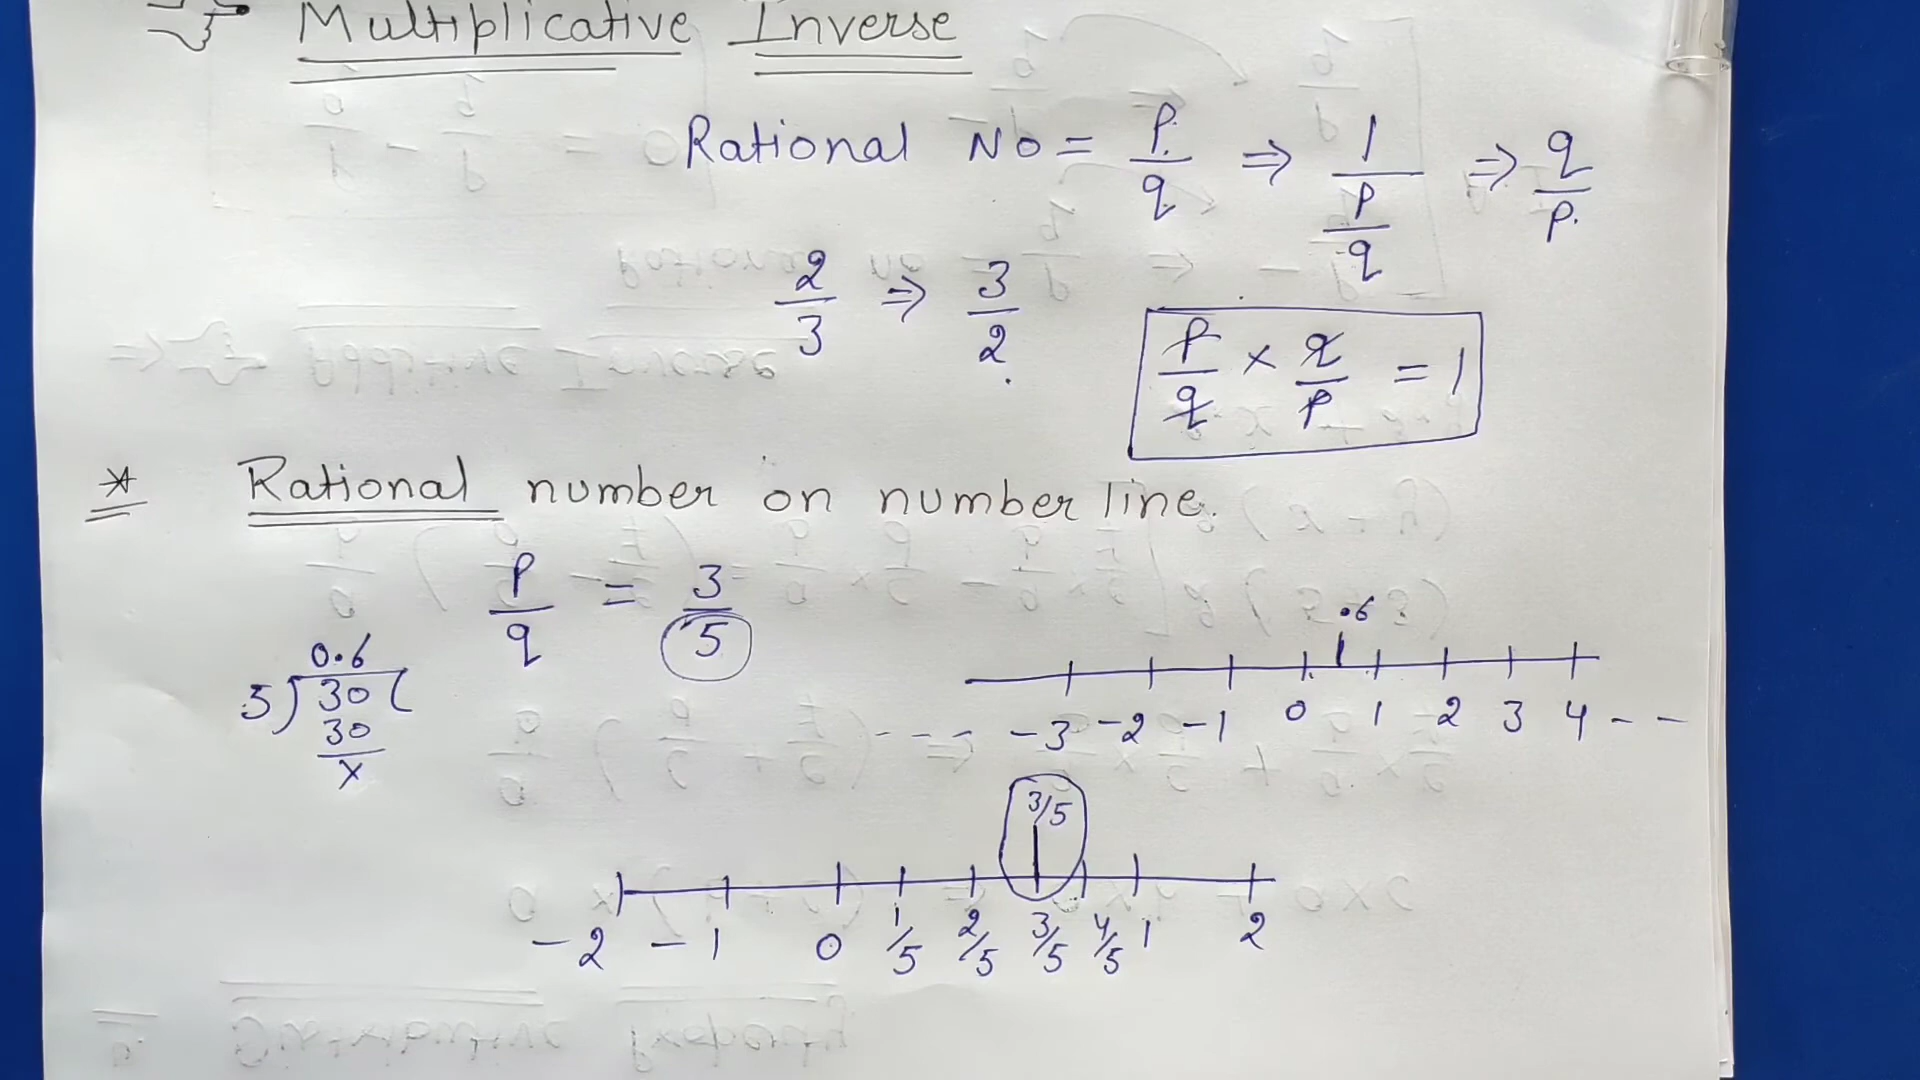 Multiplicative Inverse
Rational No = p/q ⇒ 1/(p/q) ⇒ q/p.
2/3 ⇒ 3/2.
p/q × q/p = 1
* Rational number on number line.
p/q = 3/5
0.6
5) 30 (
30
x
.6
--- -3 -2 -1 0 1 2 3 4 --
3/5
-2 -1 0 1/5 2/5 3/5 4/5 1 2